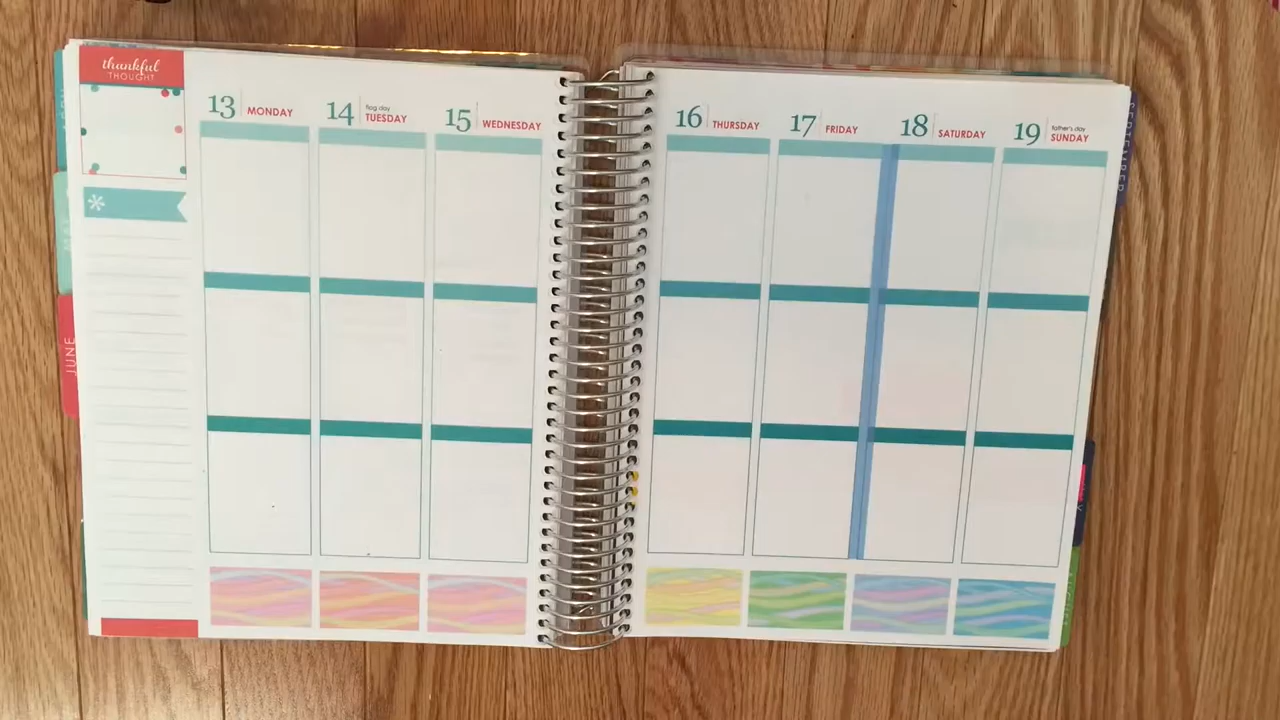 thankful
THOUGHT
13 MONDAY
14 flag day TUESDAY
15 WEDNESDAY
16 THURSDAY
17 FRIDAY
18 SATURDAY
19 father's day SUNDAY
JUNE
SEPTEMBER